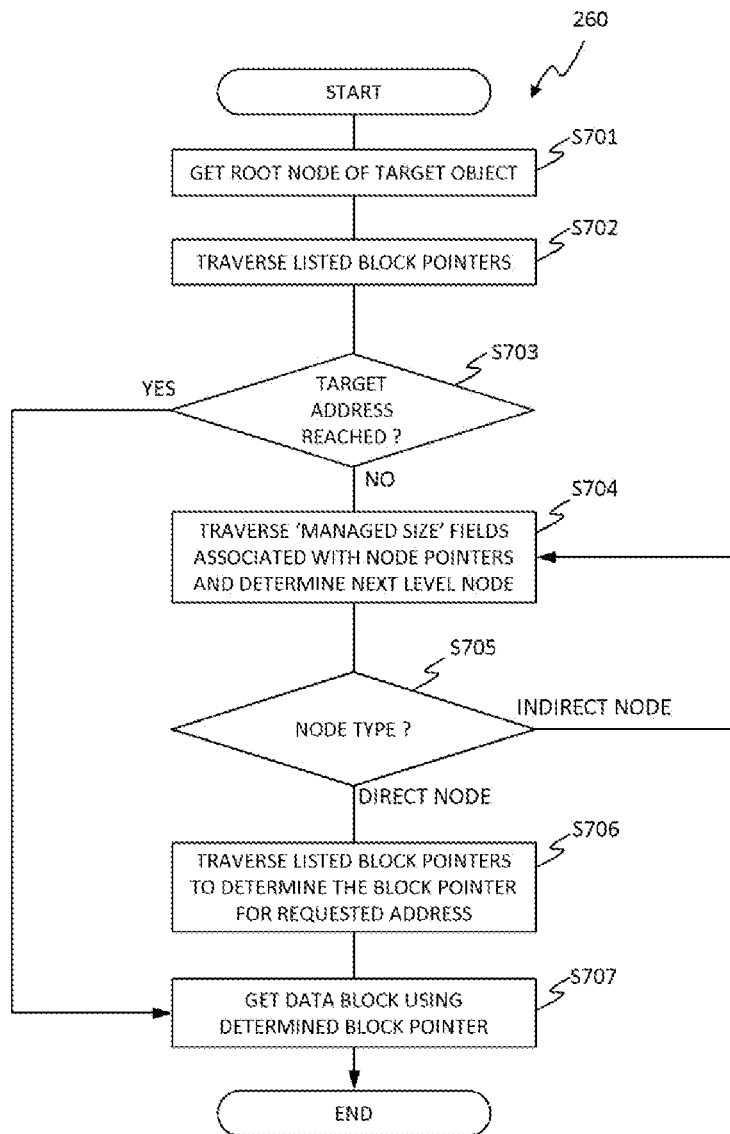 260
START
S701
GET ROOT NODE OF TARGET OBJECT
S702
TRAVERSE LISTED BLOCK POINTERS
S703
YES
TARGET
ADDRESS
REACHED ?
NO
S704
TRAVERSE 'MANAGED SIZE' FIELDS
ASSOCIATED WITH NODE POINTERS
AND DETERMINE NEXT LEVEL NODE
S705
INDIRECT NODE
NODE TYPE ?
DIRECT NODE
S706
TRAVERSE LISTED BLOCK POINTERS
TO DETERMINE THE BLOCK POINTER
FOR REQUESTED ADDRESS
S707
GET DATA BLOCK USING
DETERMINED BLOCK POINTER
END